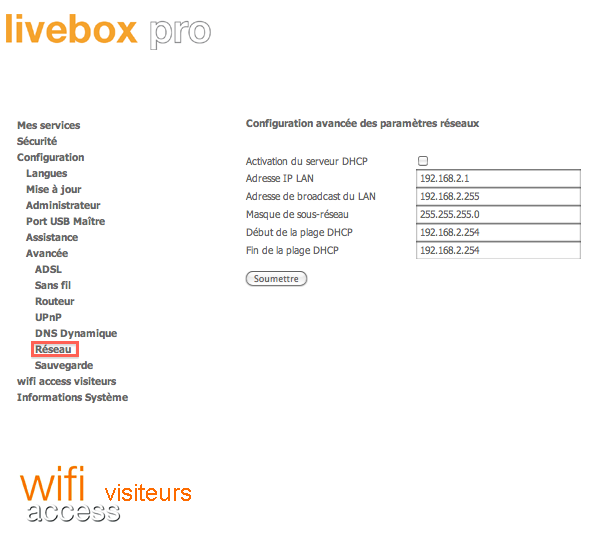 livebox pro
Mes services
Sécurité
Configuration
Langues
Mise à jour
Administrateur
Port USB Maître
Assistance
Avancée
ADSL
Sans fil
Routeur
UPnP
DNS Dynamique
Réseau
Sauvegarde
wifi access visiteurs
Informations Système
Configuration avancée des paramètres réseaux
Activation du serveur DHCP
Adresse IP LAN 192.168.2.1
Adresse de broadcast du LAN 192.168.2.255
Masque de sous-réseau 255.255.255.0
Début de la plage DHCP 192.168.2.254
Fin de la plage DHCP 192.168.2.254
Soumettre
wifi visiteurs
access